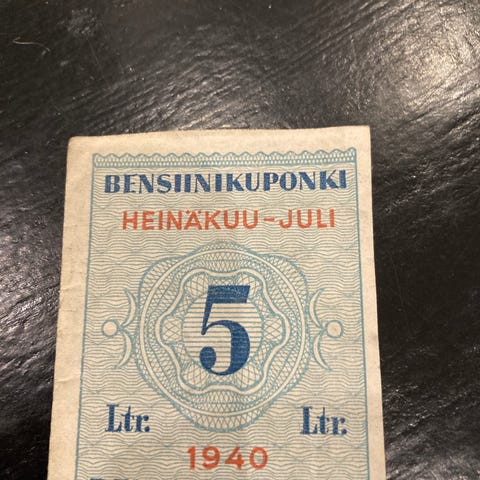 BENSIINIKUPONKI
HEINÄKUU-JULI
5
Ltr. Ltr.
1940